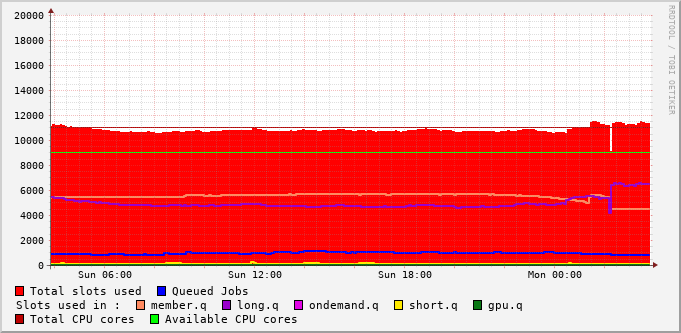 20000
18000
16000
14000
12000
10000
8000
6000
4000
2000
0
Sun 06:00 Sun 12:00 Sun 18:00 Mon 00:00
Total slots used Queued Jobs
Slots used in : member.q long.q ondemand.q short.q gpu.q
Total CPU cores Available CPU cores
RRDTOOL / TOBI OETIKER